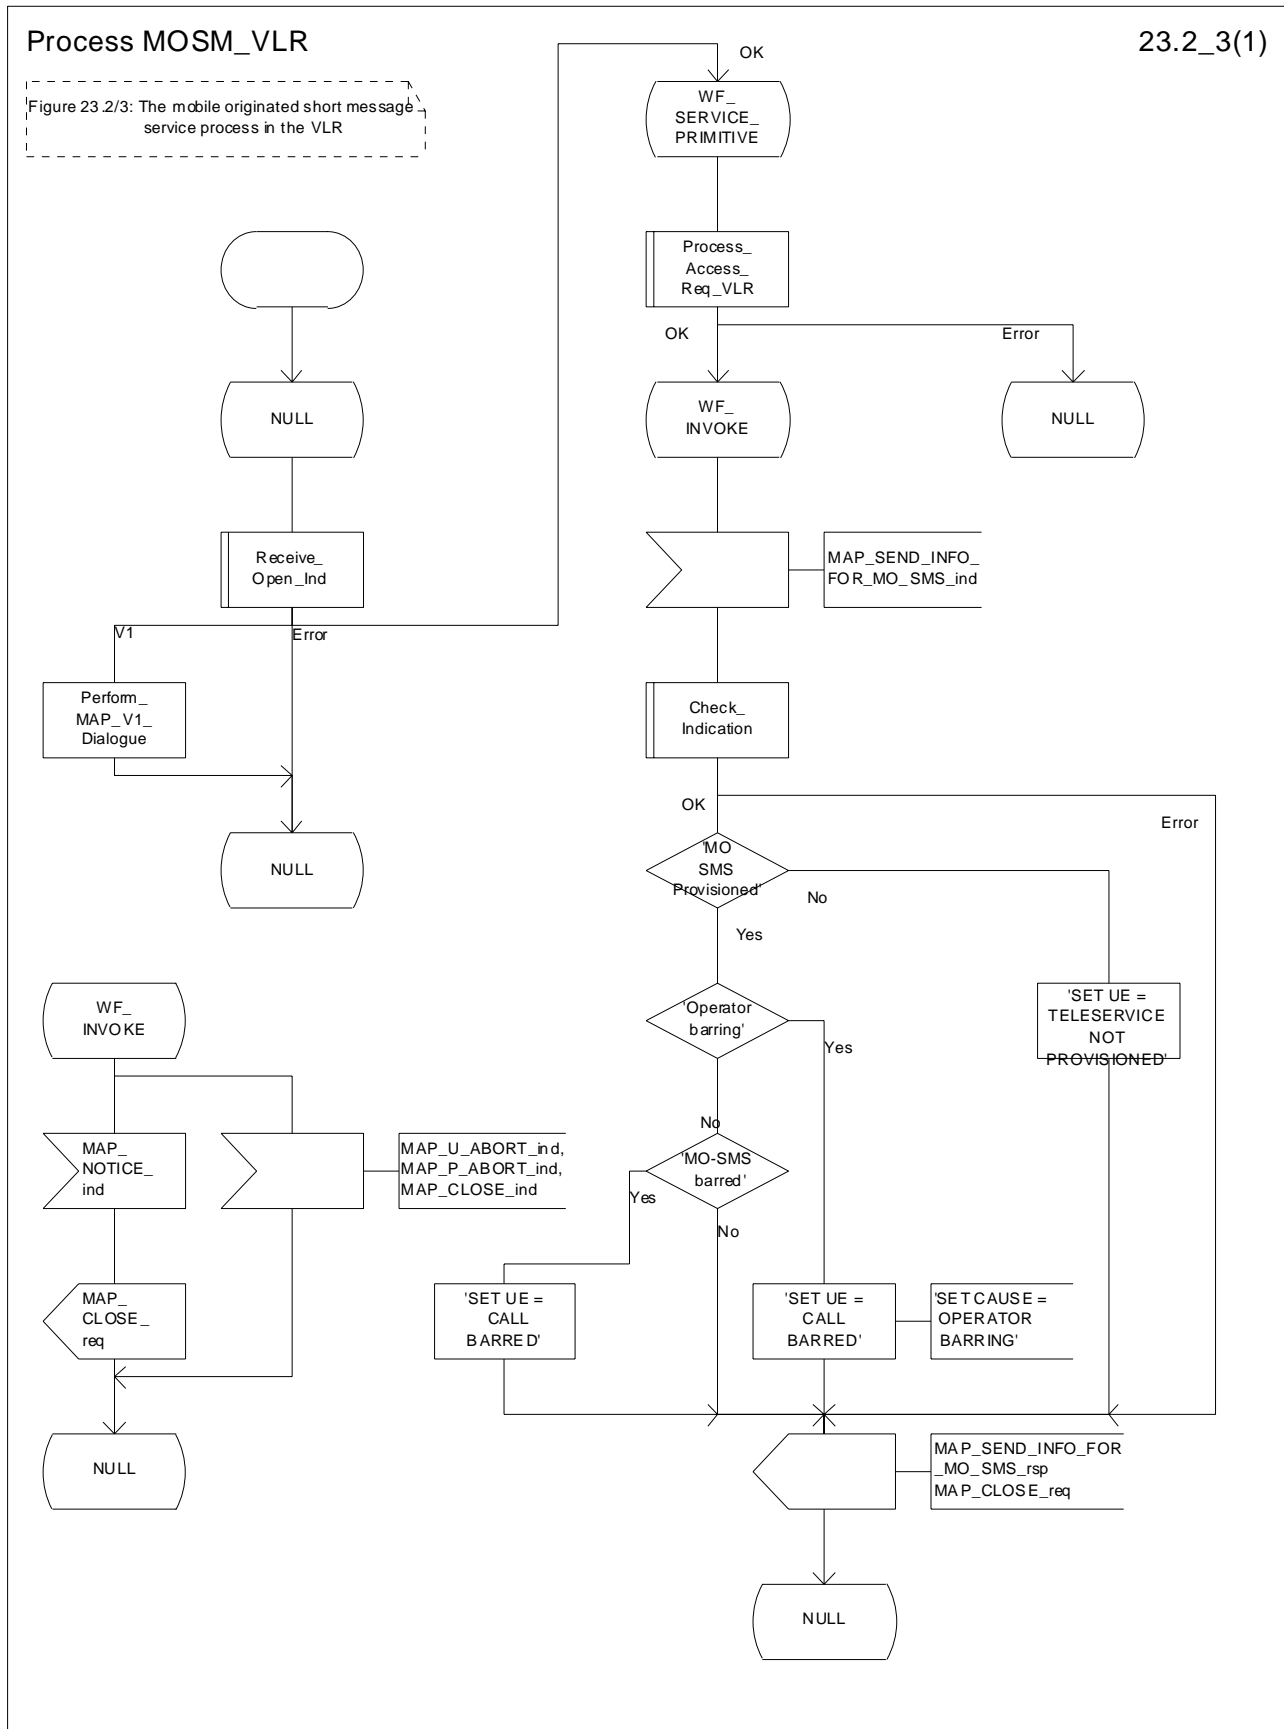 Process MOSM_VLR
23.2_3(1)
Figure 23.2/3: The mobile originated short message
service process in the VLR
OK
WF_
SERVICE_
PRIMITIVE
Process_
Access_
Req_VLR
OK
Error
NULL
WF_
INVOKE
NULL
Receive_
Open_Ind
MAP_SEND_INFO_
FOR_MO_SMS_ind
V1
Error
Perform_
MAP_V1_
Dialogue
Check_
Indication
OK
Error
NULL
'MO
SMS
Provisioned'
No
Yes
WF_
INVOKE
'Operator
barring'
Yes
'SET UE =
TELESERVICE
NOT
PROVISIONED'
No
MAP_
NOTICE_
ind
MAP_U_ABORT_ind,
MAP_P_ABORT_ind,
MAP_CLOSE_ind
'MO-SMS
barred'
Yes
No
MAP_
CLOSE_
req
'SET UE =
CALL
BARRED'
'SET UE =
CALL
BARRED'
'SET CAUSE =
OPERATOR
BARRING'
NULL
MAP_SEND_INFO_FOR
_MO_SMS_rsp
MAP_CLOSE_req
NULL